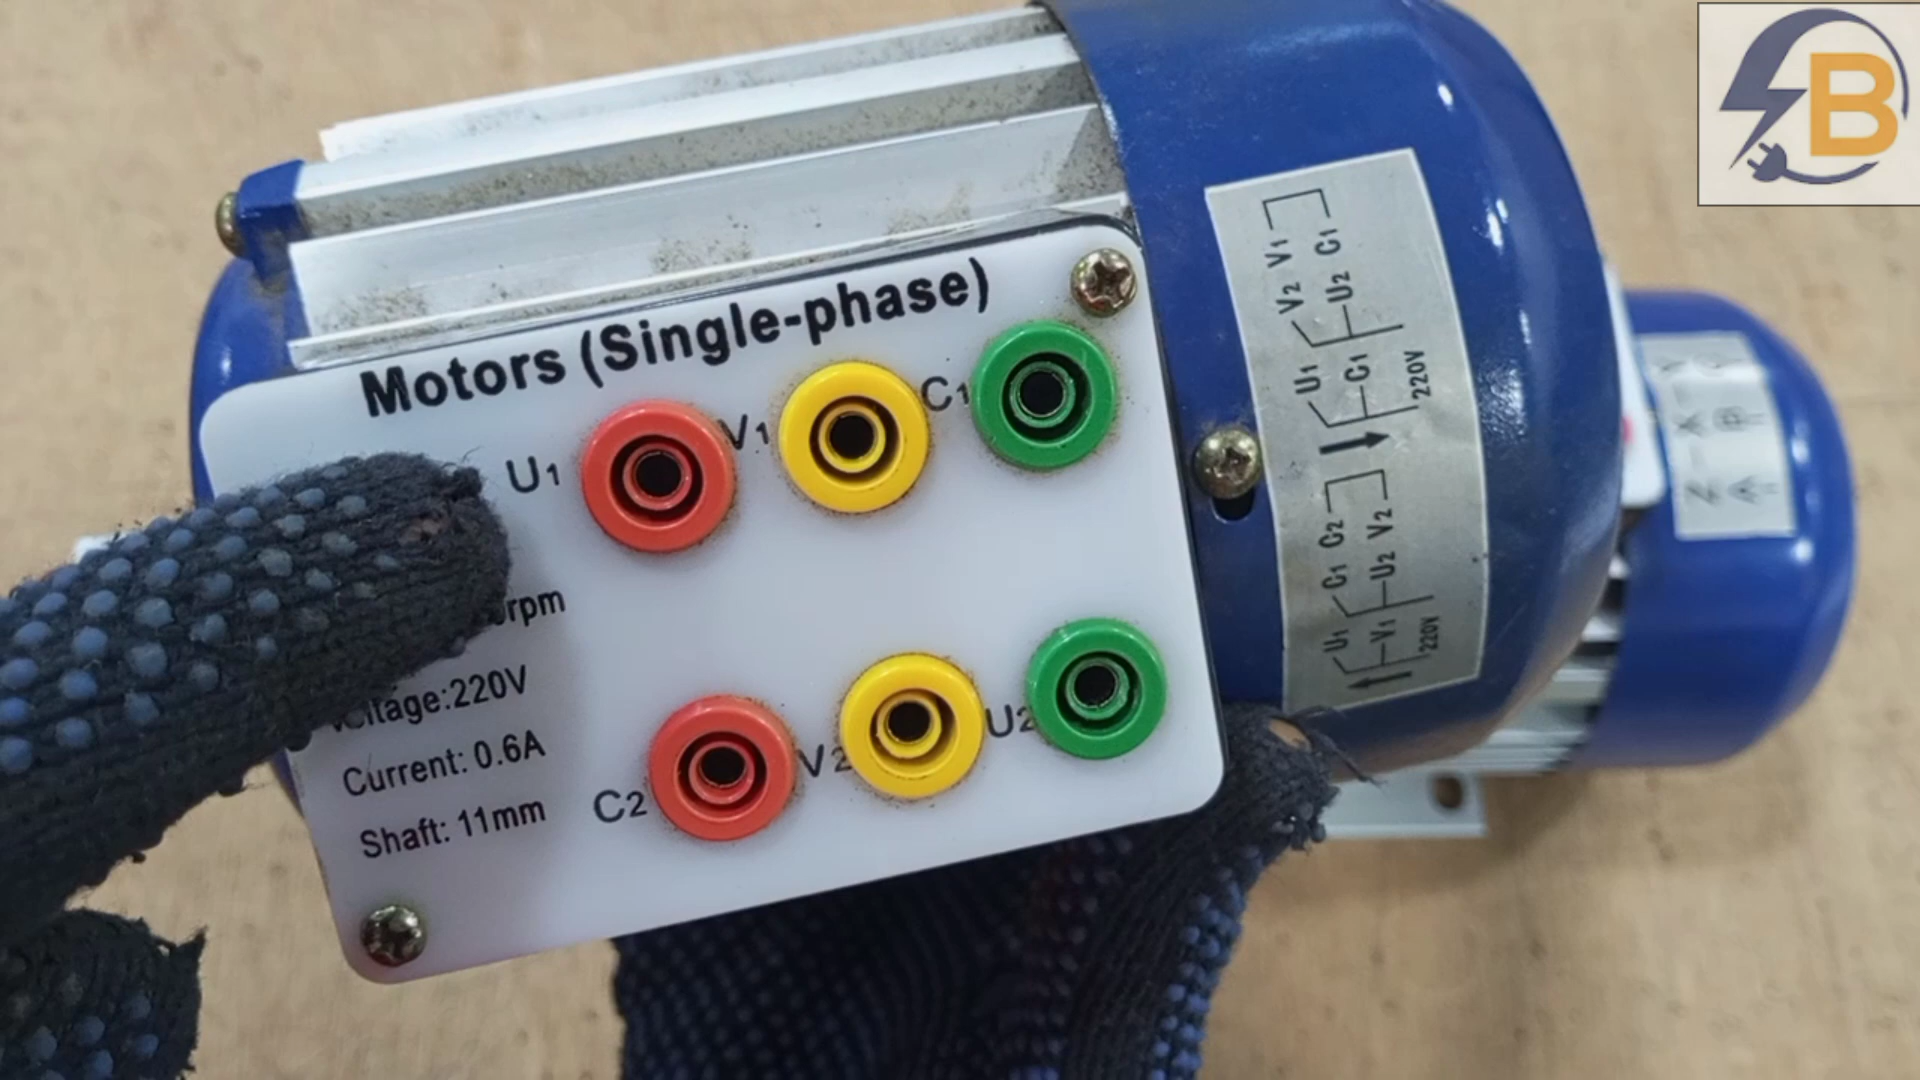 B
Motors (Single-phase)
U1
V1
C1
rpm
Voltage:220V
Current: 0.6A
Shaft: 11mm
C2
V2
U2
U1 V2 V1
C1 U2 C1
220V
U1 C1 C2
V1 U2 V2
220V